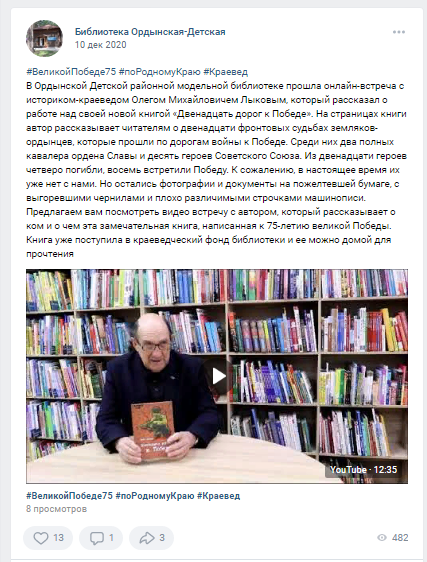 Библиотека Ордынская-Детская
10 дек 2020
#ВеликойПобеде75 #поРодномуКраю #Краевед
В Ордынской Детской районной модельной библиотеке прошла онлайн-встреча с
историком-краеведом Олегом Михайловичем Лыковым, который рассказал о
работе над своей новой книгой «Двенадцать дорог к Победе». На страницах книги
автор рассказывает читателям о двенадцати фронтовых судьбах земляков-
ордынцев, которые прошли по дорогам войны к Победе. Среди них два полных
кавалера ордена Славы и десять героев Советского Союза. Из двенадцати героев
четверо погибли, восемь встретили Победу. К сожалению, в настоящее время их
уже нет с нами. Но остались фотографии и документы на пожелтевшей бумаге, с
выгоревшими чернилами и плохо различимыми строчками машинописи.
Предлагаем вам посмотреть видео встречу с автором, который рассказывает о
ком и о чем эта замечательная книга, написанная к 75-летию великой Победы.
Книга уже поступила в краеведческий фонд библиотеки и ее можно домой для
прочтения
YouTube · 12:35
#ВеликойПобеде75 #поРодномуКраю #Краевед
8 просмотров
13 1 3 482